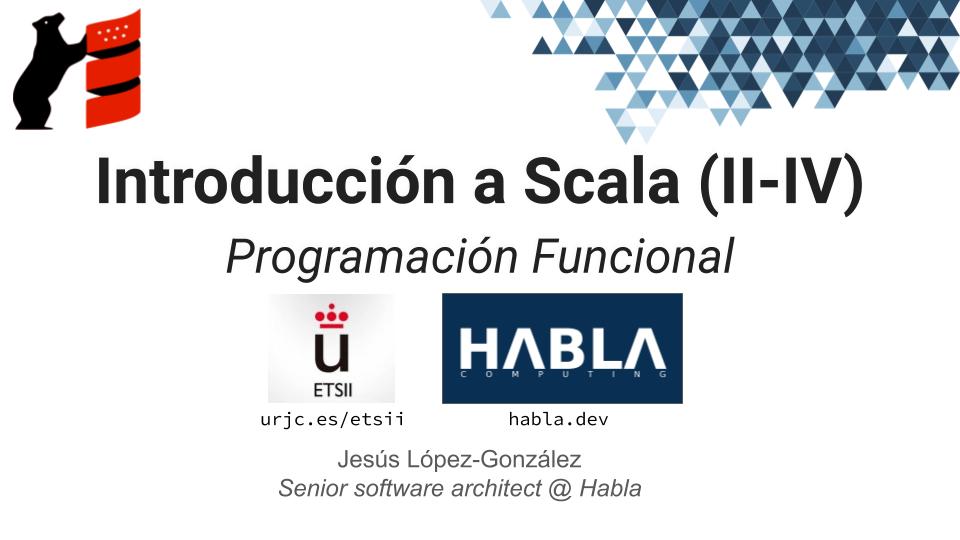 Introducción a Scala (II-IV)
Programación Funcional
ü
ETSII
HABLA
COMPUTING
urjc.es/etsii
habla.dev
Jesús López-González
Senior software architect @ Habla